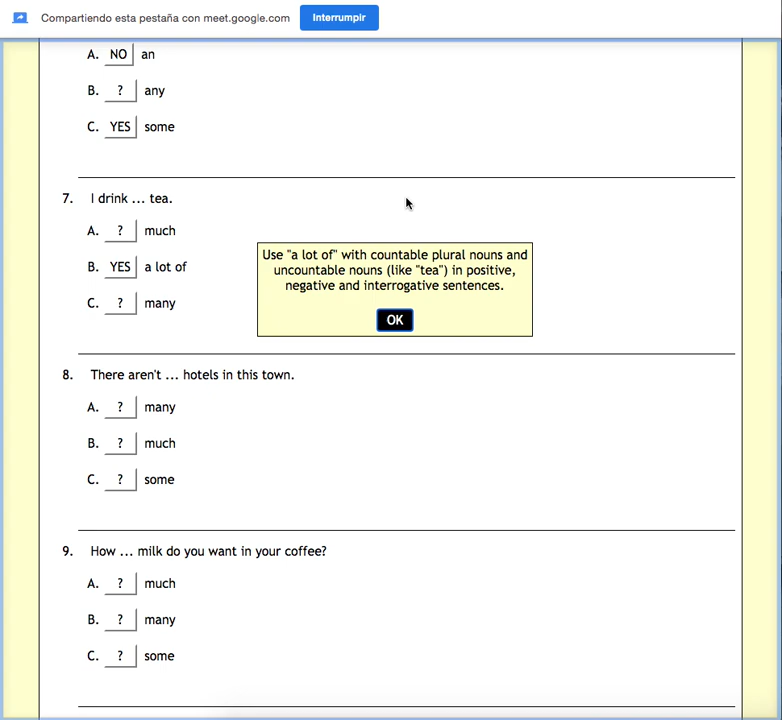 Compartiendo esta pestaña con meet.google.com Interrumpir
A. NO an
B. ? any
C. YES some
7. I drink ... tea.
A. ? much
B. YES a lot of
C. ? many
Use "a lot of" with countable plural nouns and
uncountable nouns (like "tea") in positive,
negative and interrogative sentences.
OK
8. There aren't ... hotels in this town.
A. ? many
B. ? much
C. ? some
9. How ... milk do you want in your coffee?
A. ? much
B. ? many
C. ? some